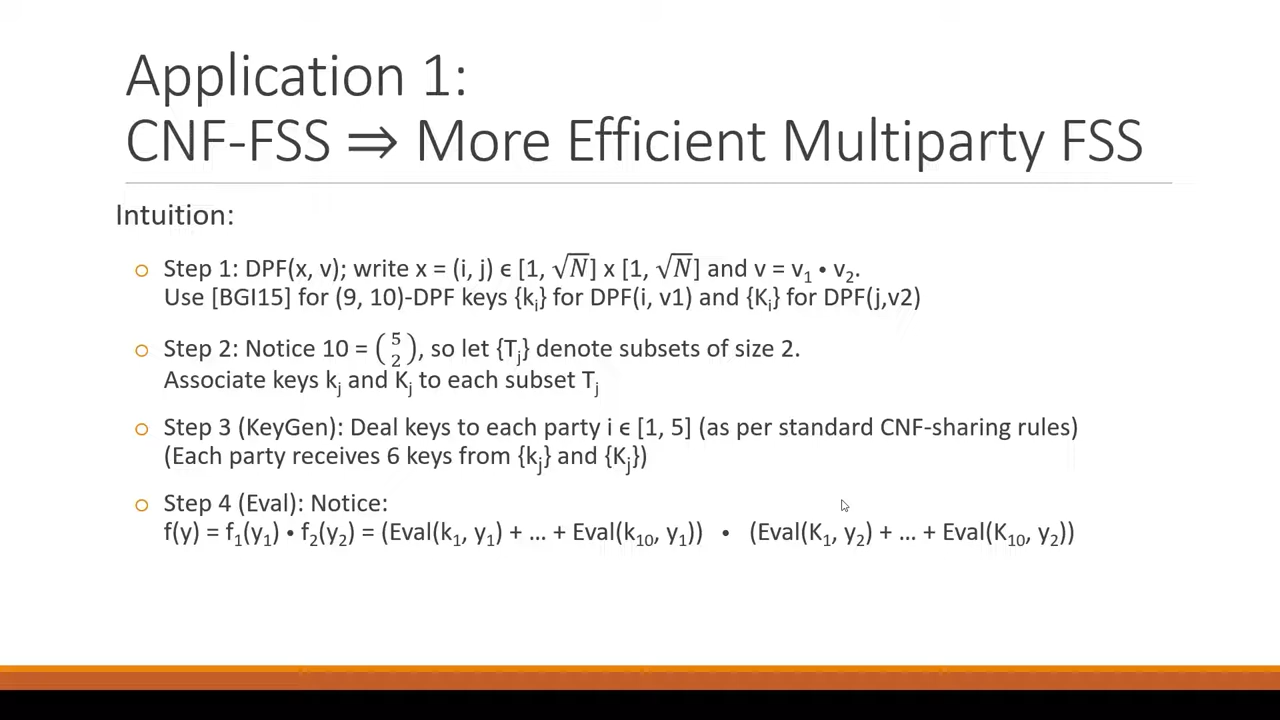 Application 1:
CNF-FSS ⇒ More Efficient Multiparty FSS
Intuition:
○ Step 1: DPF(x, v); write x = (i, j) ϵ [1, √N] x [1, √N] and v = v₁ • v₂.
Use [BGI15] for (9, 10)-DPF keys {kᵢ} for DPF(i, v1) and {Kᵢ} for DPF(j,v2)
○ Step 2: Notice 10 = (5 2), so let {Tⱼ} denote subsets of size 2.
Associate keys kⱼ and Kⱼ to each subset Tⱼ
○ Step 3 (KeyGen): Deal keys to each party i ϵ [1, 5] (as per standard CNF-sharing rules)
(Each party receives 6 keys from {kⱼ} and {Kⱼ})
○ Step 4 (Eval): Notice:
f(y) = f₁(y₁) • f₂(y₂) = (Eval(k₁, y₁) + … + Eval(k₁₀, y₁)) • (Eval(K₁, y₂) + … + Eval(K₁₀, y₂))